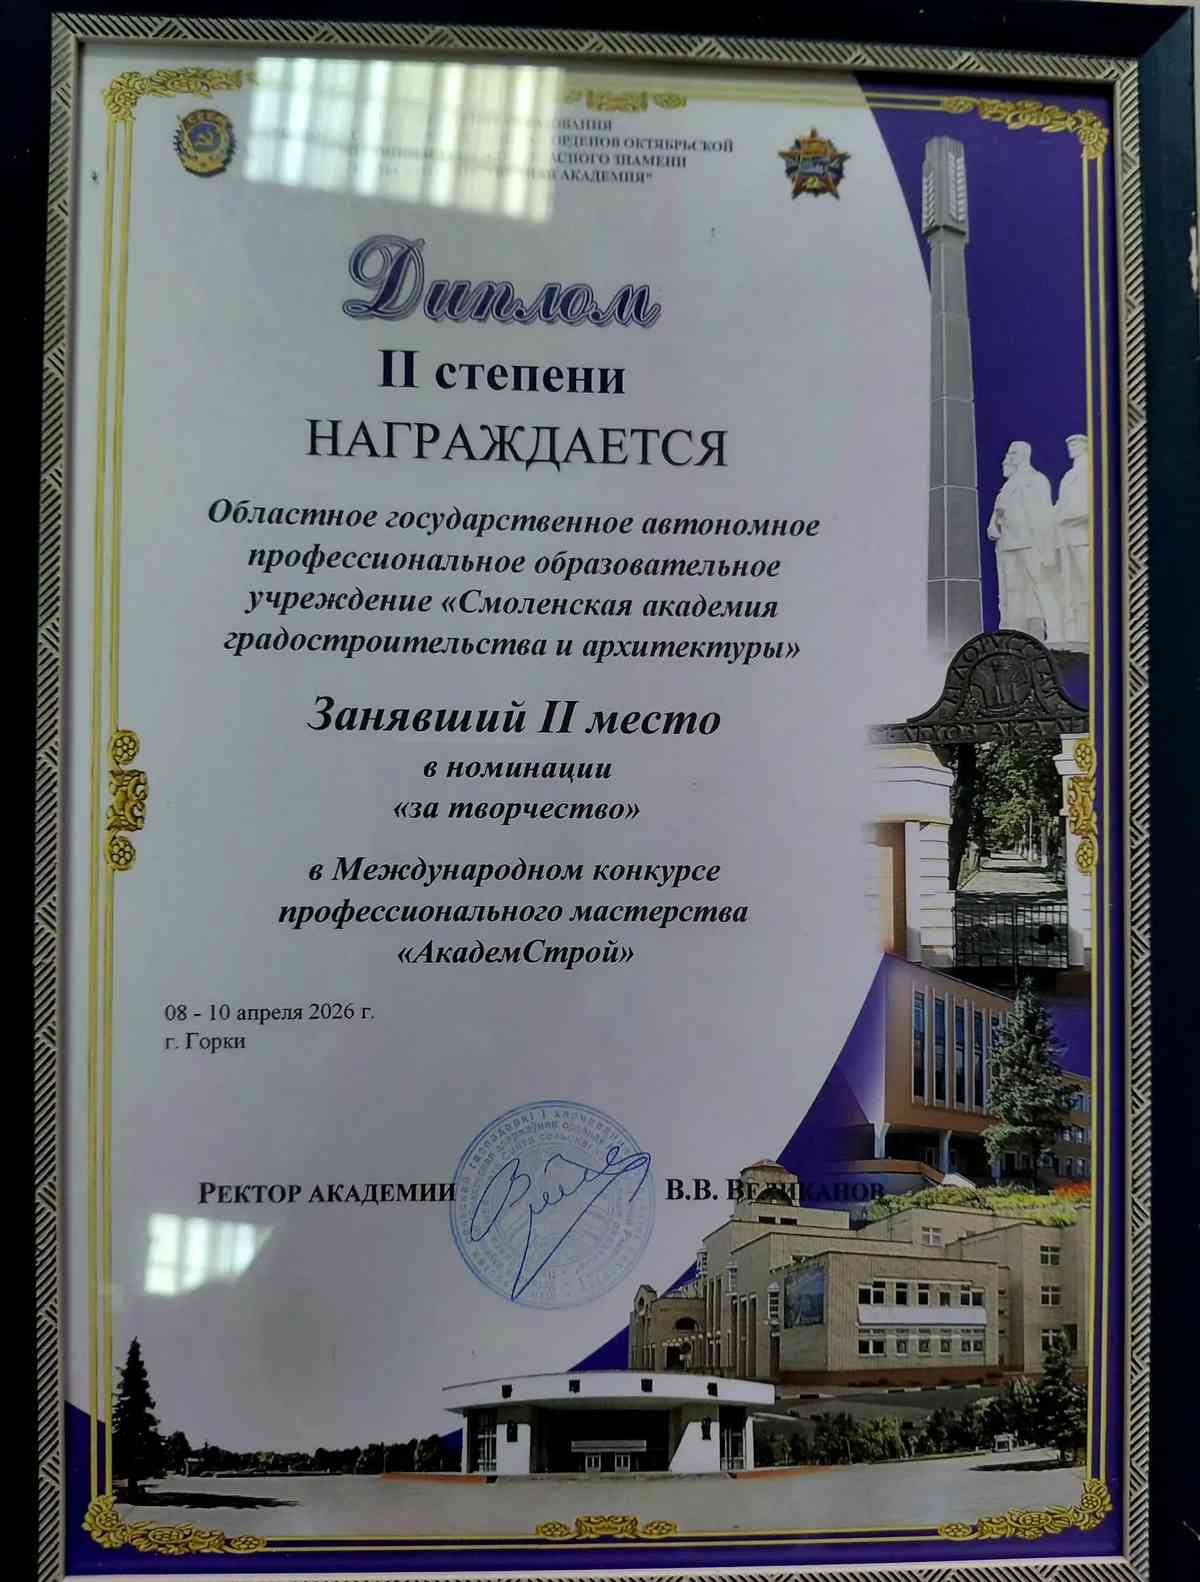 ОРДЕНОВ ОКТЯБРЬСКОЙ
ЗНАМЕНИ
АКАДЕМИЯ"
Диплом
II степени
НАГРАЖДАЕТСЯ
Областное государственное автономное
профессиональное образовательное
учреждение «Смоленская академия
градостроительства и архитектуры»
Занявший II место
в номинации
«за творчество»
в Международном конкурсе
профессионального мастерства
«АкадемСтрой»
08 - 10 апреля 2026 г.
г. Горки
РЕКТОР АКАДЕМИИ
В.В. ВЕЛИКАНОВ